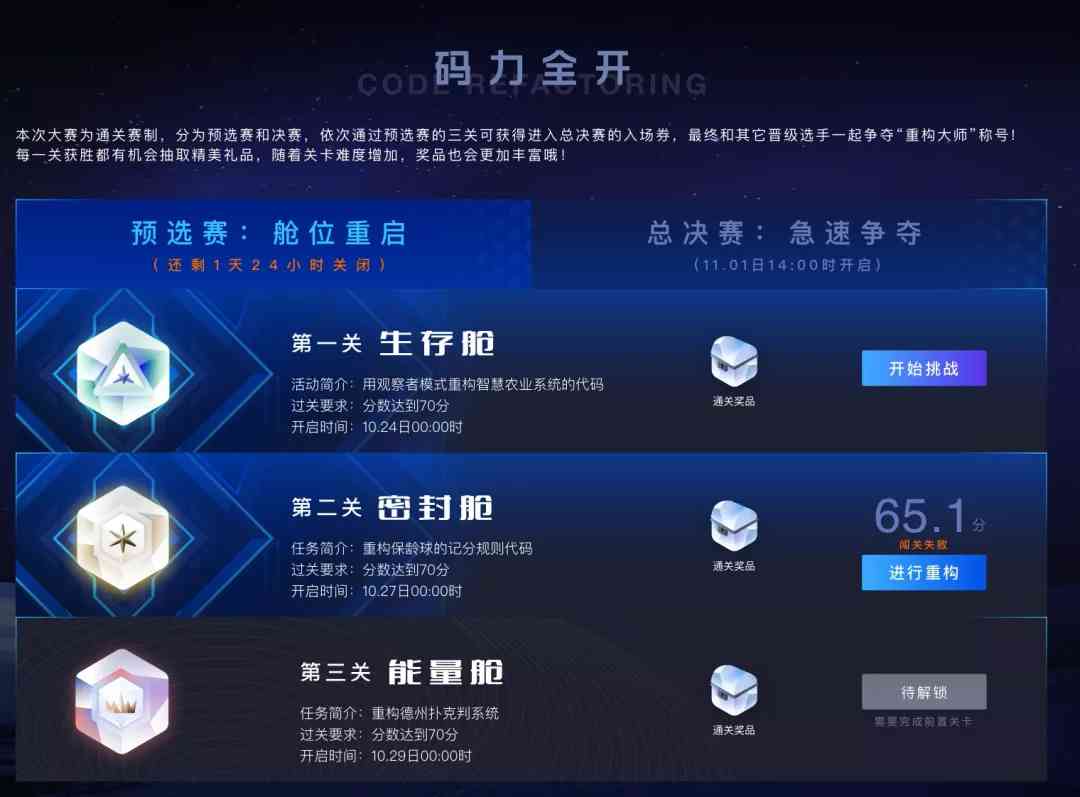 码力全开
CODE REFACTORING
本次大赛为通关赛制，分为预选赛和决赛，依次通过预选赛的三关可获得进入总决赛的入场券，最终和其它晋级选手一起争夺“重构大师”称号！
每一关获胜都有机会抽取精美礼品，随着关卡难度增加，奖品也会更加丰富哦！
预选赛：舱位重启
（还剩1天24小时关闭）
总决赛：急速争夺
（11.01日14:00时开启）
第一关 生存舱
活动简介：用观察者模式重构智慧农业系统的代码
过关要求：分数达到70分
开启时间：10.24日00:00时
通关奖品
开始挑战
第二关 密封舱
任务简介：重构保龄球的记分规则代码
过关要求：分数达到70分
开启时间：10.27日00:00时
通关奖品
65.1分
闯关失败
进行重构
第三关 能量舱
任务简介：重构德州扑克判系统
过关要求：分数达到70分
开启时间：10.29日00:00时
通关奖品
待解锁
需要完成前置关卡